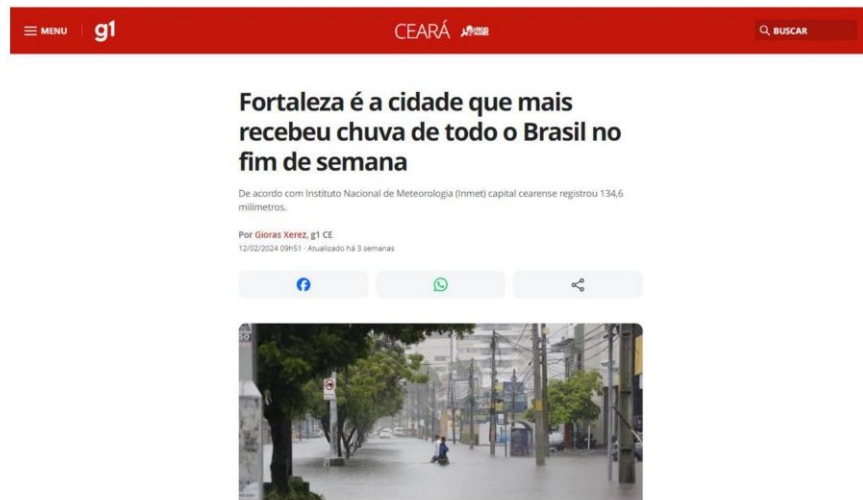 MENU
g1
CEARÁ
BUSCAR
Fortaleza é a cidade que mais
recebeu chuva de todo o Brasil no
fim de semana
De acordo com Instituto Nacional de Meteorologia (Inmet) capital cearense registrou 134,6
milímetros.
Por Gioras Xerez, g1 CE
12/02/2024 09h51 · Atualizado há 3 semanas